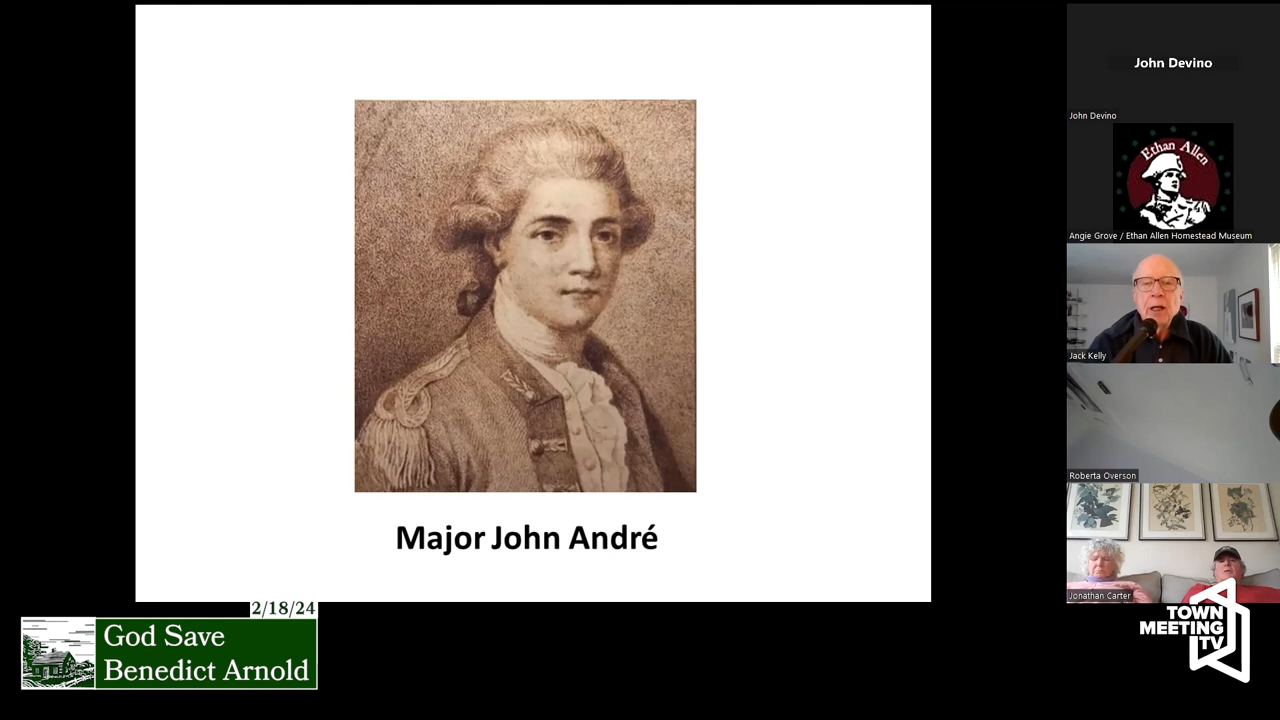 Major John André
2/18/24
God Save
Benedict Arnold
John Devino
John Devino
Ethan Allen
Angie Grove / Ethan Allen Homestead Museum
Jack Kelly
Roberta Overson
Jonathan Carter
TOWN
MEETING
TV